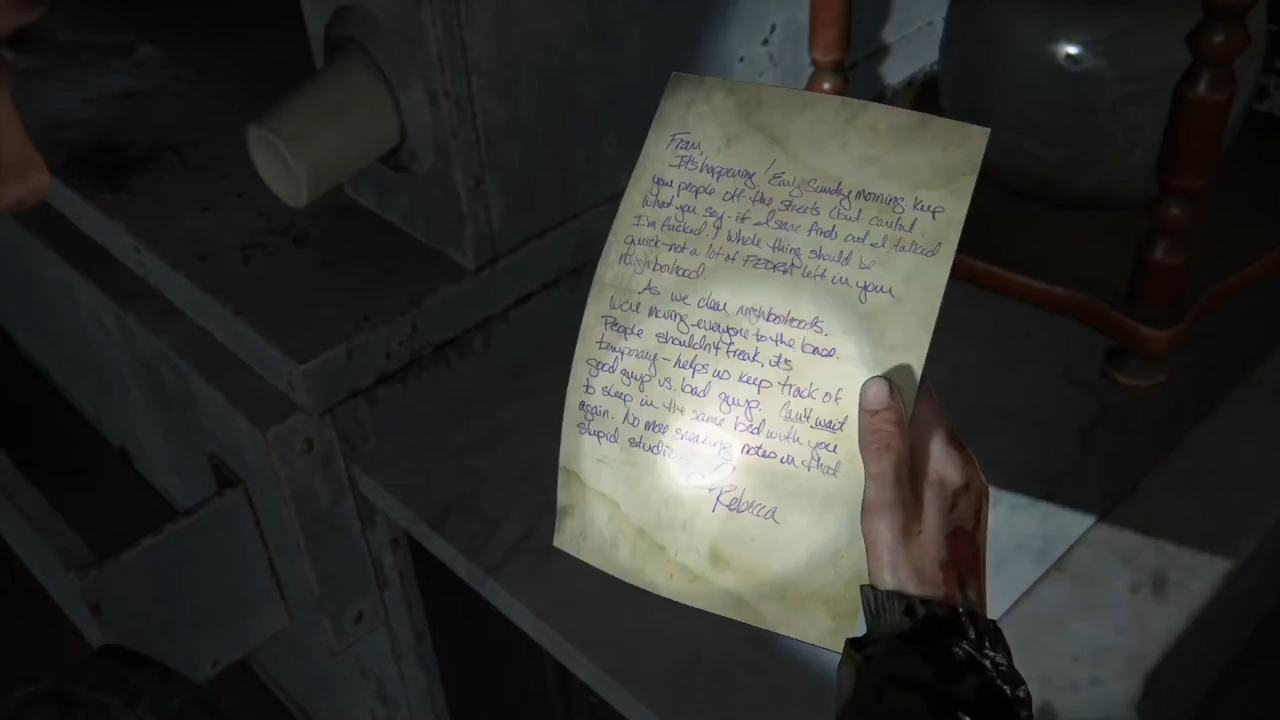 Fran,
It's happening! Early Sunday morning keep
your people off the streets (but careful
what you say - if Isaac finds out I talked
I'm fucked.) Whole thing should be
quick - not a lot of FEDRA left in your
neighborhood.
As we clear neighborhoods,
we're moving everyone to the base.
People shouldn't freak, it's
temporary - helps us keep track of
good guys vs. bad guys. Can't wait
to sleep in the same bed with you
again. No more sneaking notes in that
stupid studio.
Rebecca